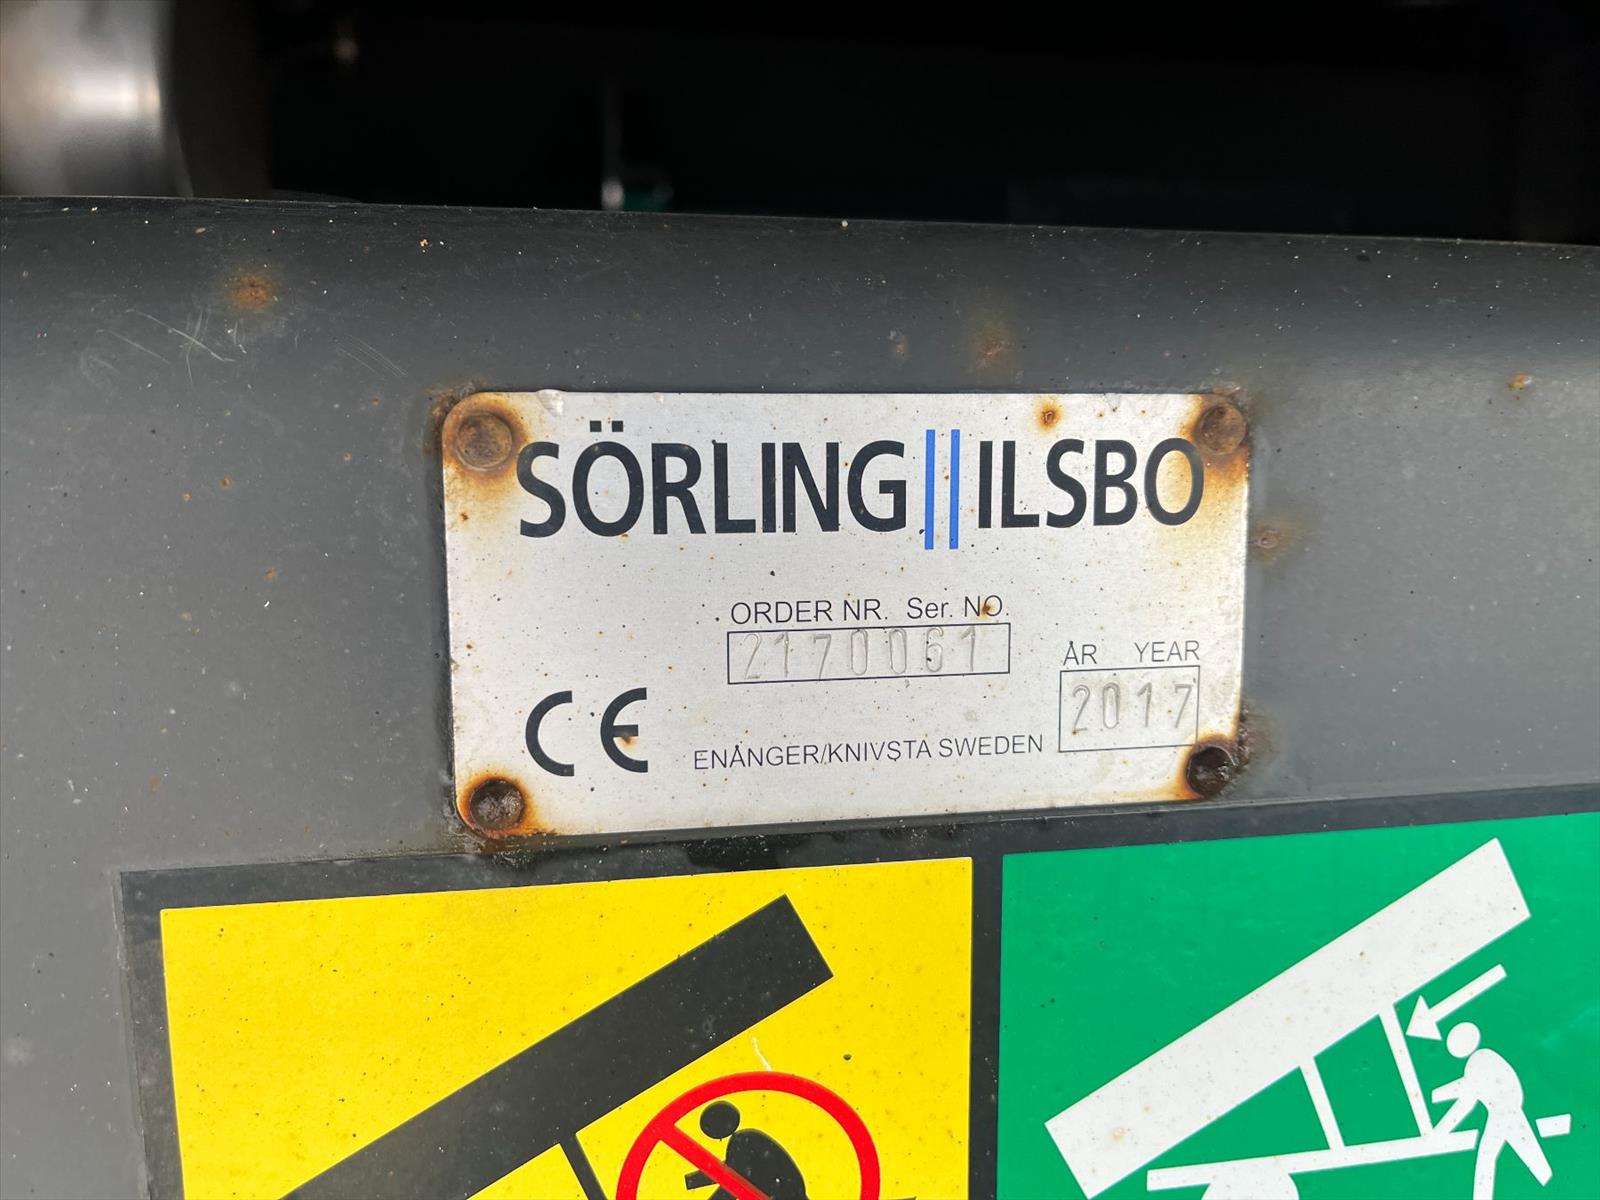 SÖRLING || ILSBO
ORDER NR. Ser. NO.
2170061
ÅR YEAR
2017
CE ENÅNGER/KNIVSTA SWEDEN